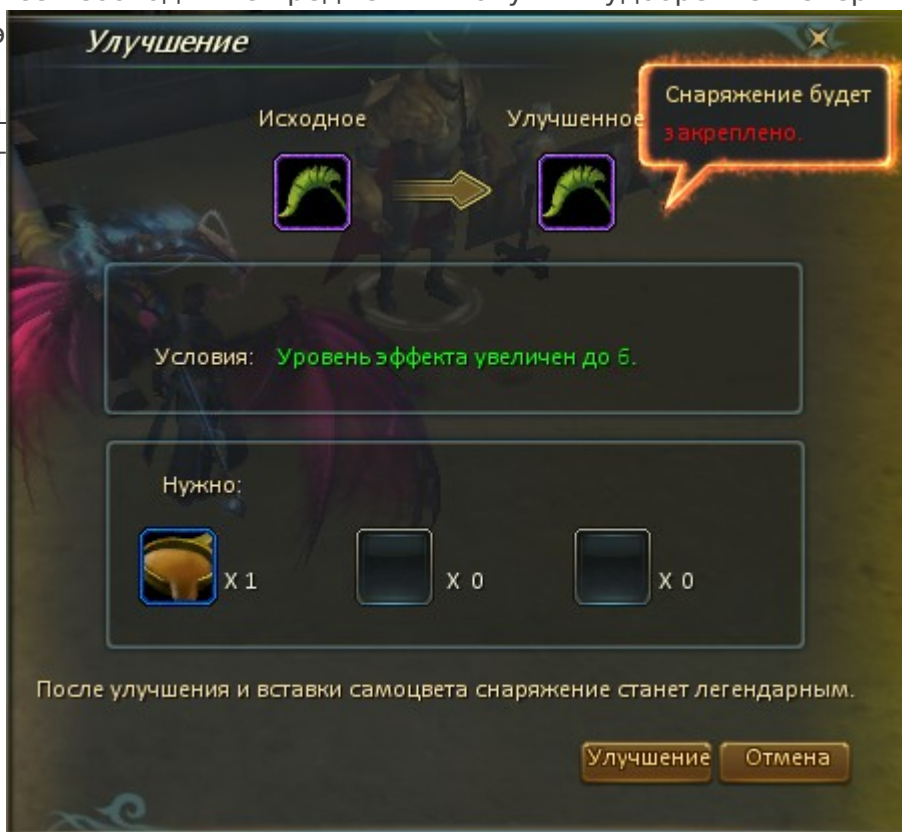 Улучшение
Снаряжение будет
закреплено.
Исходное
Улучшенное
Условия: Уровень эффекта увеличен до 6.
Нужно:
X 1
X 0
X 0
После улучшения и вставки самоцвета снаряжение станет легендарным.
Улучшение
Отмена